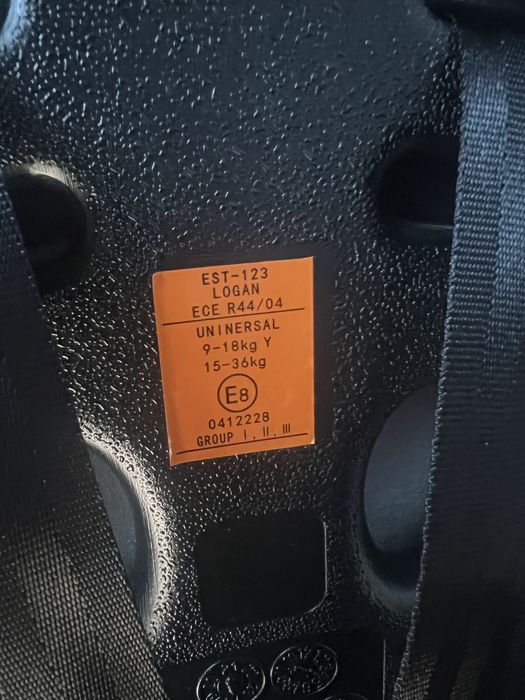 EST-123
LOGAN
ECE R44/04
UNINERSAL
9-18kg Y
15-36kg
E8
0412228
GROUP I, II, III